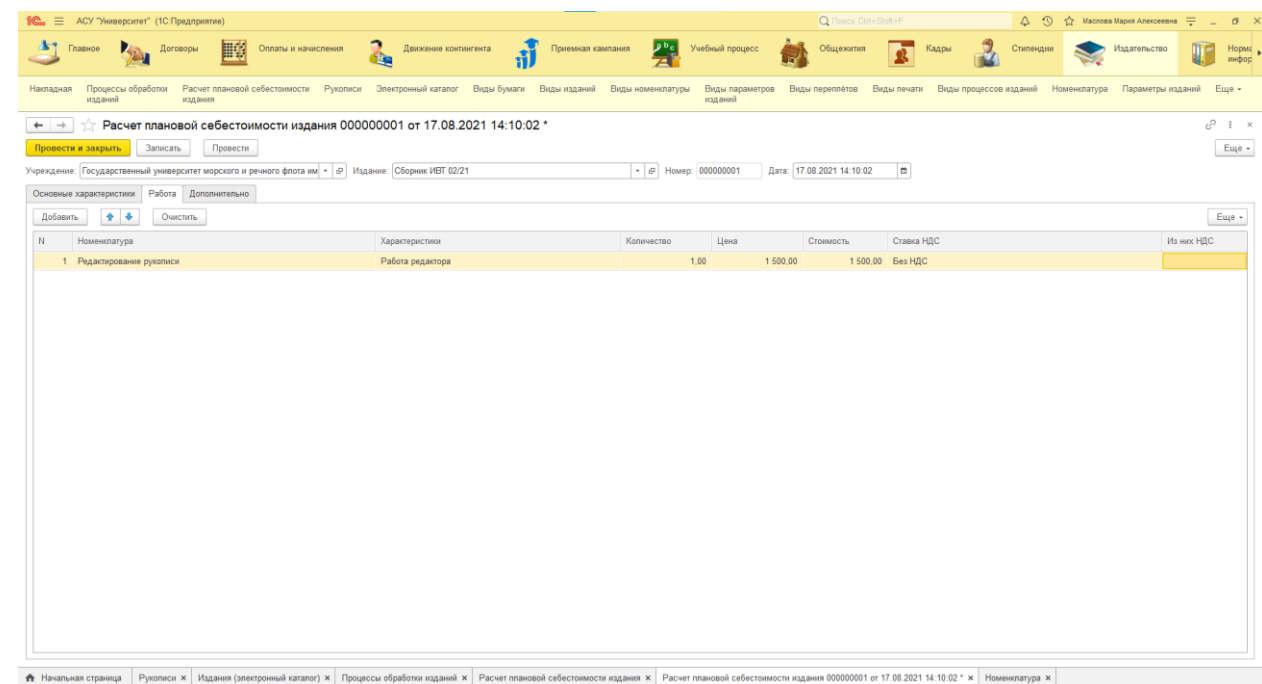 АСУ "Университет" (1С:Предприятие) Поиск Ctrl+Shift+F Маслова Мария Алексеевна
Главное Договоры Оплаты и начисления Движение контингента Приемная кампания Учебный процесс Общежития Кадры Стипендии Издательство
Накладная Процессы обработки изданий Расчет плановой себестоимости издания Рукописи Электронный каталог Виды бумаги Виды изданий Виды номенклатуры Виды параметров изданий Виды переплётов Виды печати Виды процессов изданий Номенклатура Параметры изданий Еще
Расчет плановой себестоимости издания 000000001 от 17.08.2021 14:10:02 *
Провести и закрыть Записать Провести Еще
Учреждение: Государственный университет морского и речного флота им Издание: Сборник ИВТ 02/21 Номер: 000000001 Дата: 17.08.2021 14:10:02
Основные характеристики Работа Дополнительно
Добавить Очистить Еще
N Номенклатура Характеристики Количество Цена Стоимость Ставка НДС Из них НДС
1 Редактирование рукописи Работа редактора 1,00 1 500,00 1 500,00 Без НДС
Начальная страница Рукописи × Издания (электронный каталог) × Процессы обработки изданий × Расчет плановой себестоимости издания × Расчет плановой себестоимости издания 000000001 от 17.08.2021 14:10:02 * × Номенклатура ×